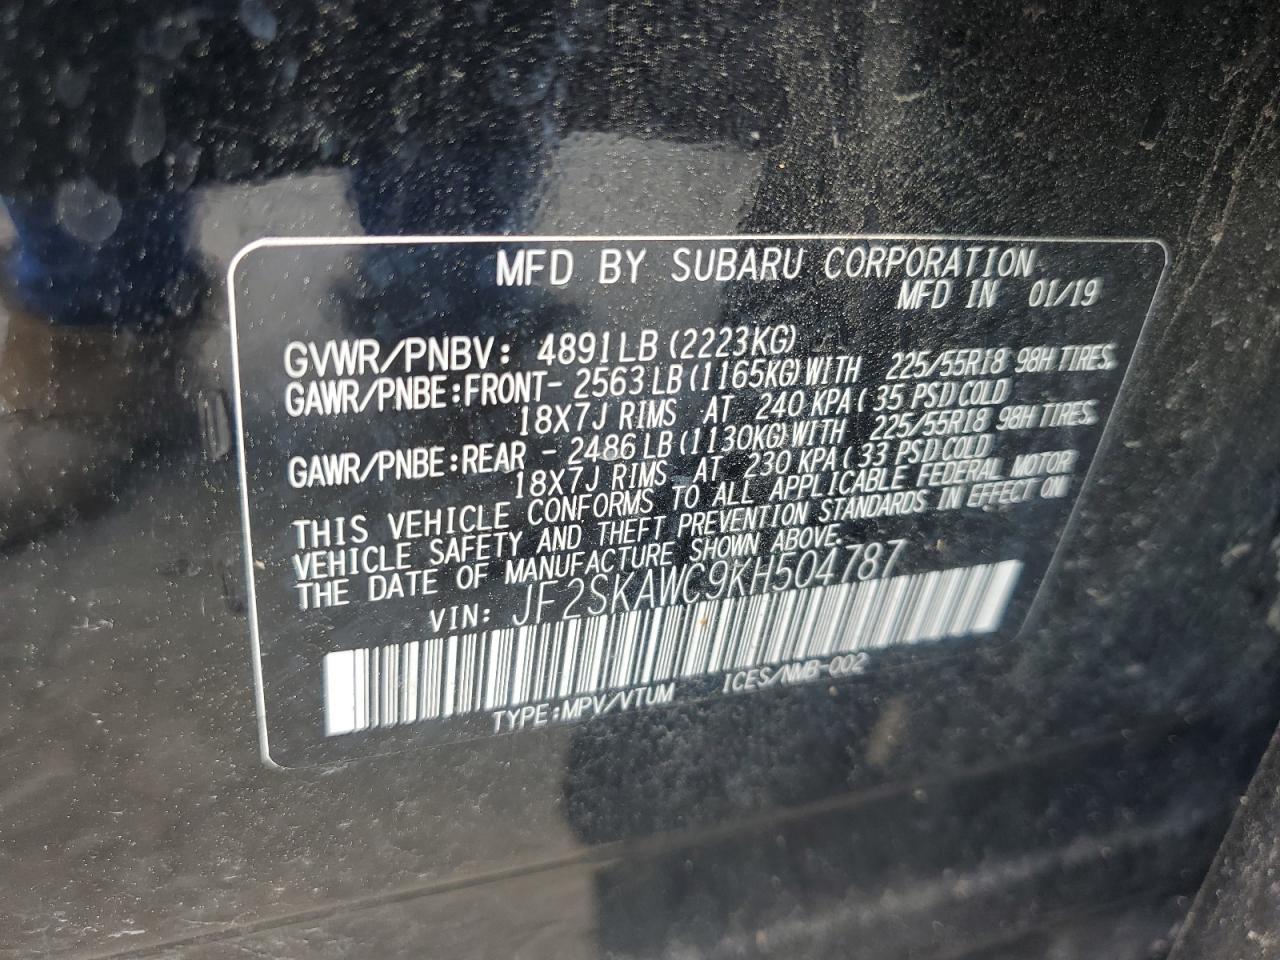 MFD BY SUBARU CORPORATION
MFD IN 01/19
GVWR/PNBV: 4891LB (2223KG)
GAWR/PNBE:FRONT- 2563LB (1165KG) WITH 225/55R18 98H TIRES.
18X7J RIMS AT 240 KPA ( 35 PSI) COLD
GAWR/PNBE:REAR - 2486LB (1130KG) WITH 225/55R18 98H TIRES.
18X7J RIMS AT 230 KPA ( 33 PSI) COLD
THIS VEHICLE CONFORMS TO ALL APPLICABLE FEDERAL MOTOR
VEHICLE SAFETY AND THEFT PREVENTION STANDARDS IN EFFECT ON
THE DATE OF MANUFACTURE SHOWN ABOVE.
VIN: JF2SKAWC9KH504787
TYPE:MPV/VTUM ICES/NMB-002